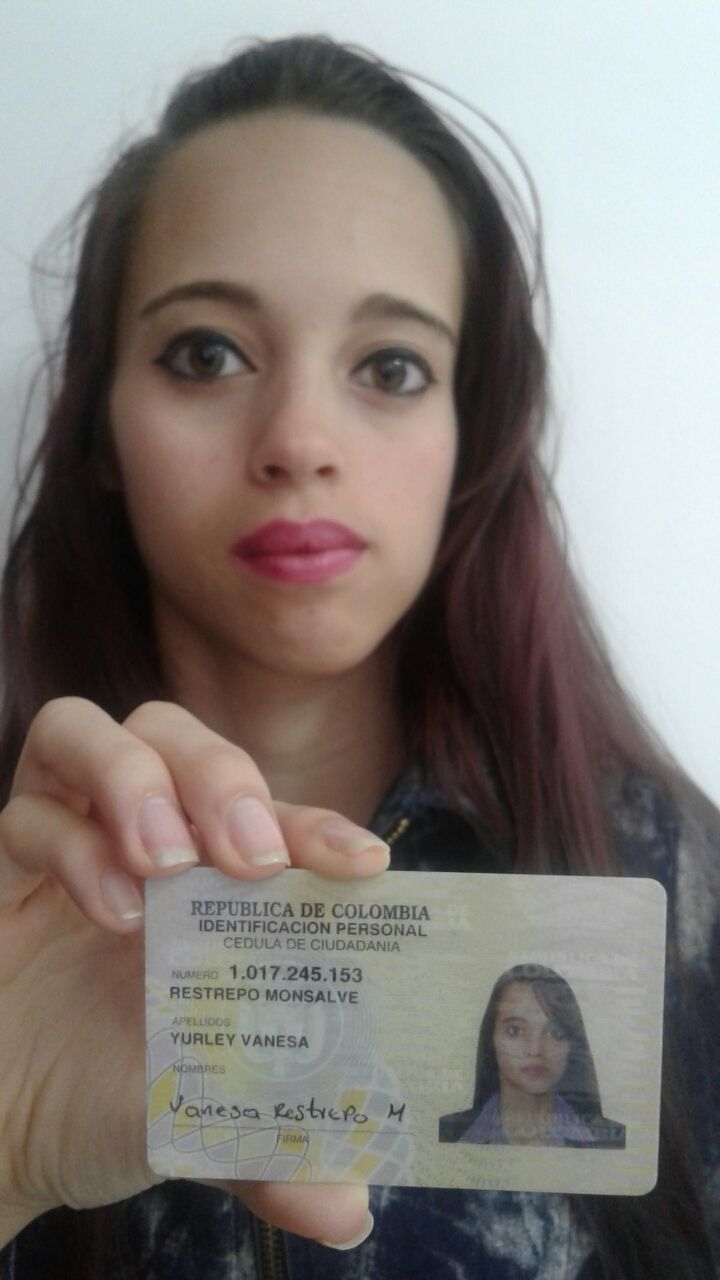 REPUBLICA DE COLOMBIA
IDENTIFICACION PERSONAL
CEDULA DE CIUDADANIA
NUMERO 1.017.245.153
RESTREPO MONSALVE
APELLIDOS
YURLEY VANESA
NOMBRES
Vanesa Restrepo M
FIRMA